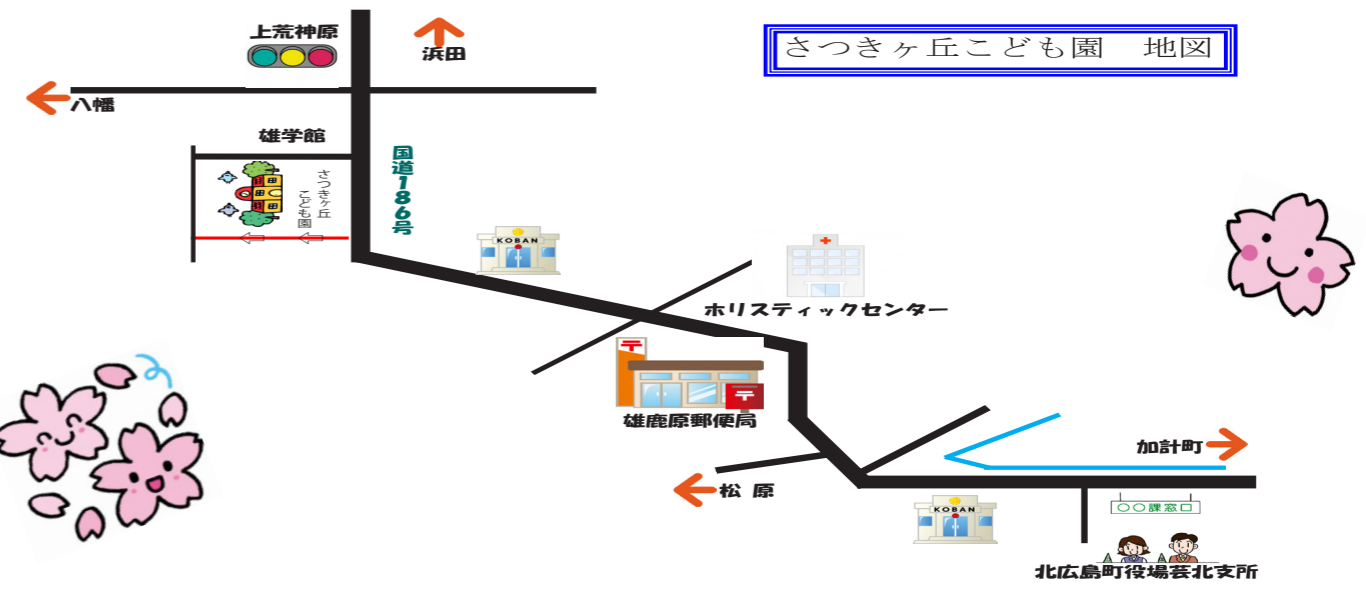 さつきヶ丘こども園　地図
上荒神原
浜田
八幡
雄学館
国道186号
さつきヶ丘
こども園
KOBAN
ホリスティックセンター
〒
〒
雄鹿原郵便局
加計町
松 原
KOBAN
〇〇課窓口
北広島町役場芸北支所